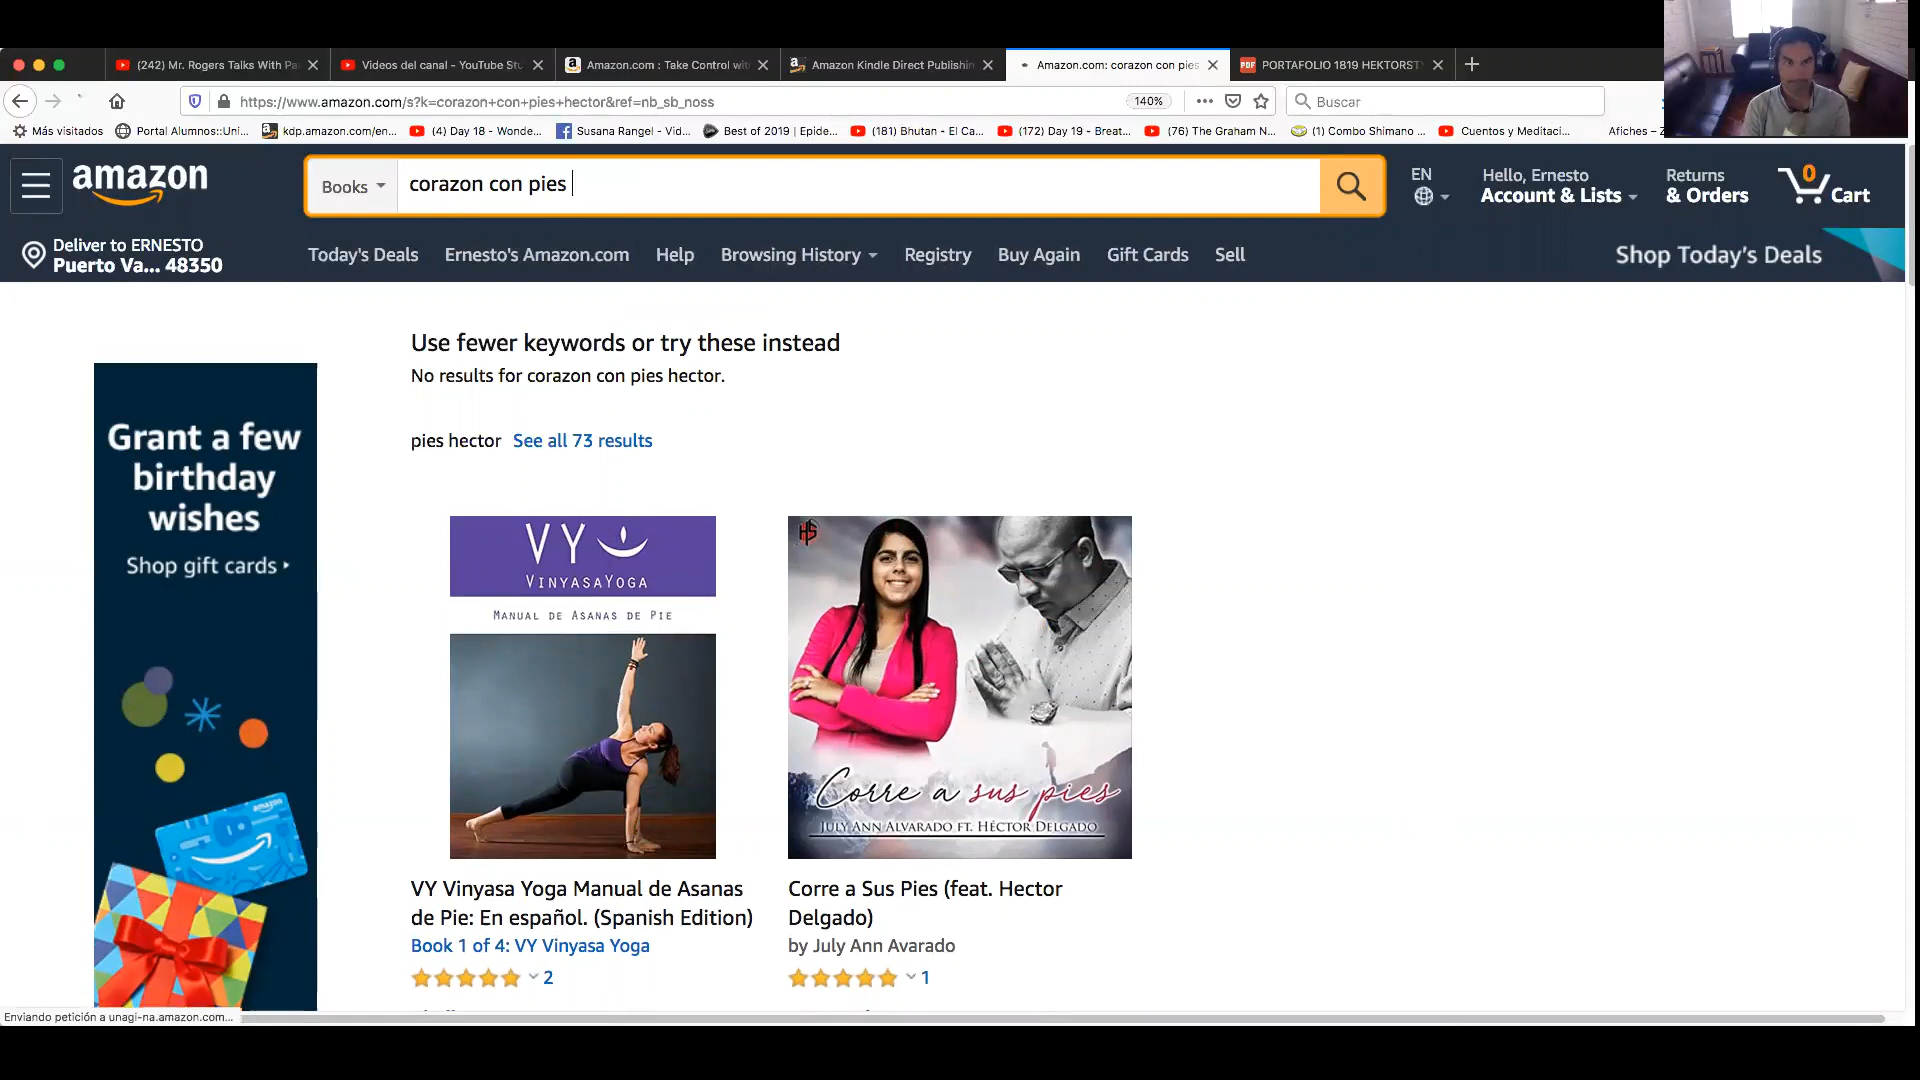 (242) Mr. Rogers Talks With Pa
Videos del canal - YouTube Stu
Amazon.com : Take Control wit
Amazon Kindle Direct Publishin
Amazon.com: corazon con pies
PDF PORTAFOLIO 1819 HEKTORST
https://www.amazon.com/s?k=corazon+con+pies+hector&ref=nb_sb_noss
140%
Buscar
Más visitados
Portal Alumnos::Uni...
kdp.amazon.com/en...
(4) Day 18 - Wonde...
Susana Rangel - Vid...
Best of 2019 | Epide...
(181) Bhutan - El Ca...
(172) Day 19 - Breat...
(76) The Graham N...
(1) Combo Shimano ...
Cuentos y Meditaci...
Afiches – Z
amazon
Books
corazon con pies
EN
Hello, Ernesto
Account & Lists
Returns
& Orders
0
Cart
Deliver to ERNESTO
Puerto Va... 48350
Today's Deals
Ernesto's Amazon.com
Help
Browsing History
Registry
Buy Again
Gift Cards
Sell
Shop Today's Deals
Use fewer keywords or try these instead
No results for corazon con pies hector.
pies hector See all 73 results
Grant a few
birthday
wishes
Shop gift cards
amazon
VY
VINYASAYOGA
MANUAL DE ASANAS DE PIE
HS
Corre a sus pies
JULY ANN ALVARADO FT. HÉCTOR DELGADO
VY Vinyasa Yoga Manual de Asanas
de Pie: En español. (Spanish Edition)
Book 1 of 4: VY Vinyasa Yoga
2
Corre a Sus Pies (feat. Hector
Delgado)
by July Ann Avarado
1
Enviando petición a unagi-na.amazon.com...